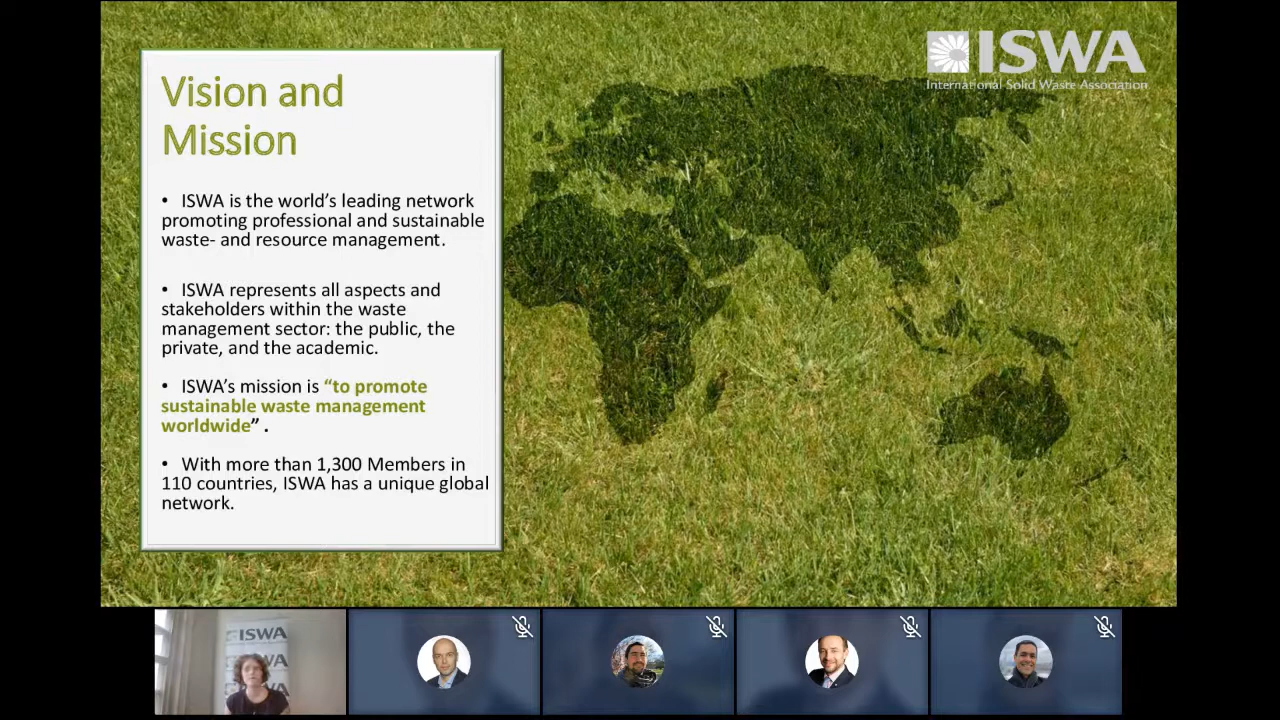 ISWA
International Solid Waste Association
Vision and
Mission
• ISWA is the world's leading network
promoting professional and sustainable
waste- and resource management.
• ISWA represents all aspects and
stakeholders within the waste
management sector: the public, the
private, and the academic.
• ISWA's mission is “to promote
sustainable waste management
worldwide” .
• With more than 1,300 Members in
110 countries, ISWA has a unique global
network.
ISWA